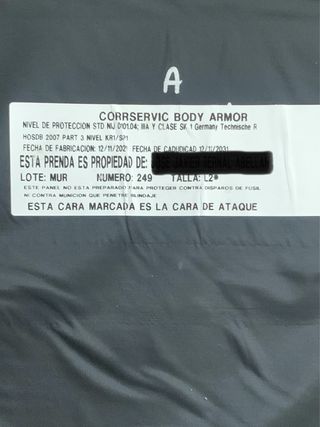 A
CORRSERVIC BODY ARMOR
NIVEL DE PROTECCION STD NIJ 0101.04; IIIA Y CLASE SK 1 Germany Technische R
HOSDB 2007 PART 3 NIVEL KR1/SP1
FECHA DE FABRICACION: 12/11/2021 FECHA DE CADUCIDAD 12/11/2031
ESTA PRENDA ES PROPIEDAD DE:
LOTE: MUR NUMERO: 249 TALLA: L2*
ESTE PANEL NO ESTA PREPARADO PARA PROTEGER CONTRA DISPAROS DE FUSIL
NI CONTRA MUNICION QUE PENETRE BLINDAJE
ESTA CARA MARCADA ES LA CARA DE ATAQUE